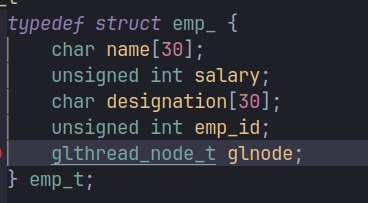 typedef struct emp_ {
char name[30];
unsigned int salary;
char designation[30];
unsigned int emp_id;
glthread_node_t glnode;
} emp_t;